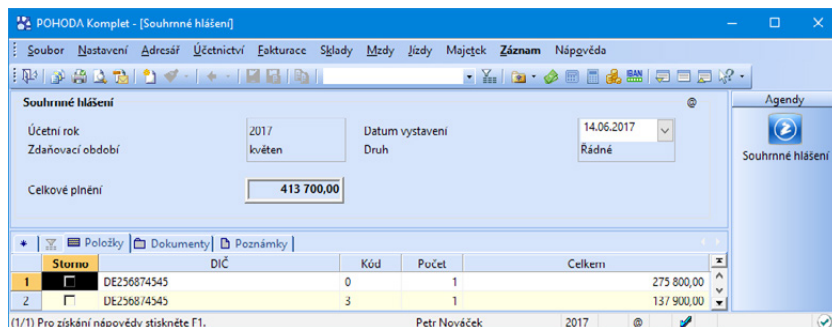 POHODA Komplet - [Souhrnné hlášení]
Soubor Nastavení Adresář Účetnictví Fakturace Sklady Mzdy Jízdy Majetek Záznam Nápověda
IBAN
Souhrnné hlášení @
Agendy
Účetní rok 2017 Datum vystavení 14.06.2017
Zdaňovací období květen Druh Řádné
Souhrnné hlášení
Celkové plnění 413 700,00
Položky Dokumenty Poznámky
Storno DIČ Kód Počet Celkem
1 DE256874545 0 1 275 800,00
2 DE256874545 3 1 137 900,00
(1/1) Pro získání nápovědy stiskněte F1. Petr Nováček 2017 @